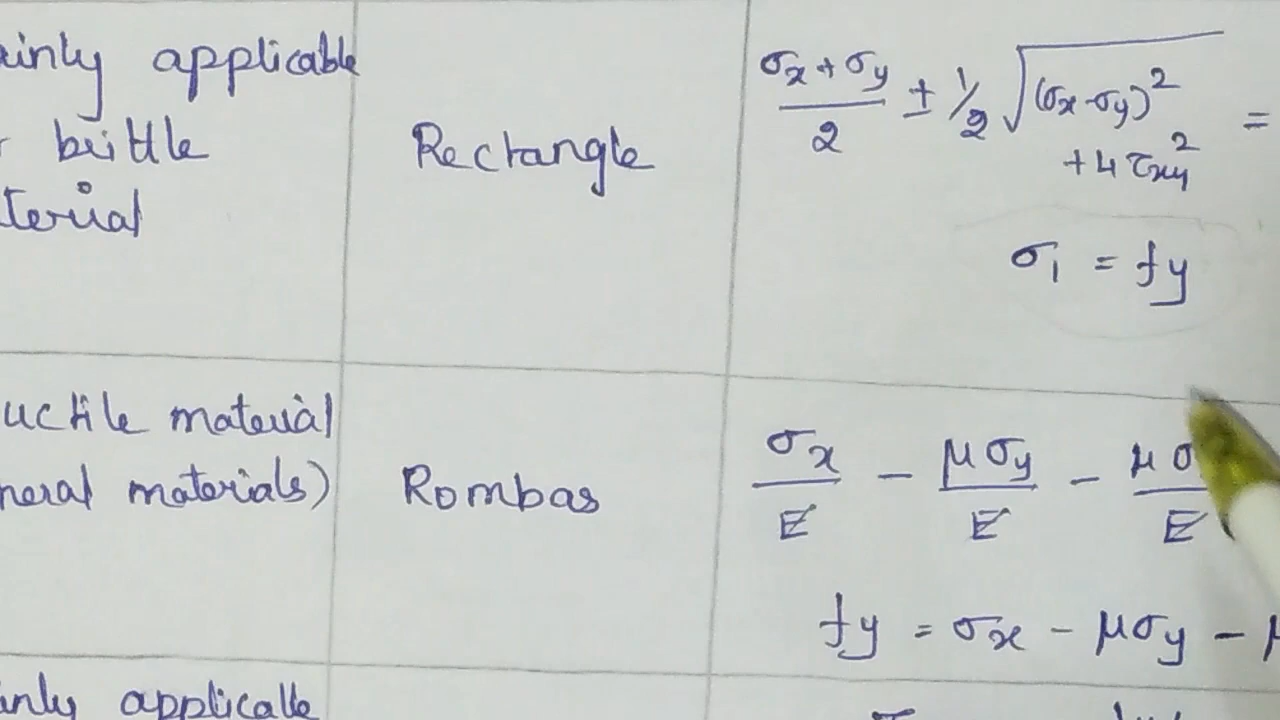 ainly applicable
brittle
terial
Rectangle
σx + σy / 2 ± 1/2 √(σx - σy)² + 4τxy² =
σ1 = fy
uctile material
neral materials)
Rombas
σx/E - μσy/E - μσ
fy = σx - μσy - μ
inly applicable